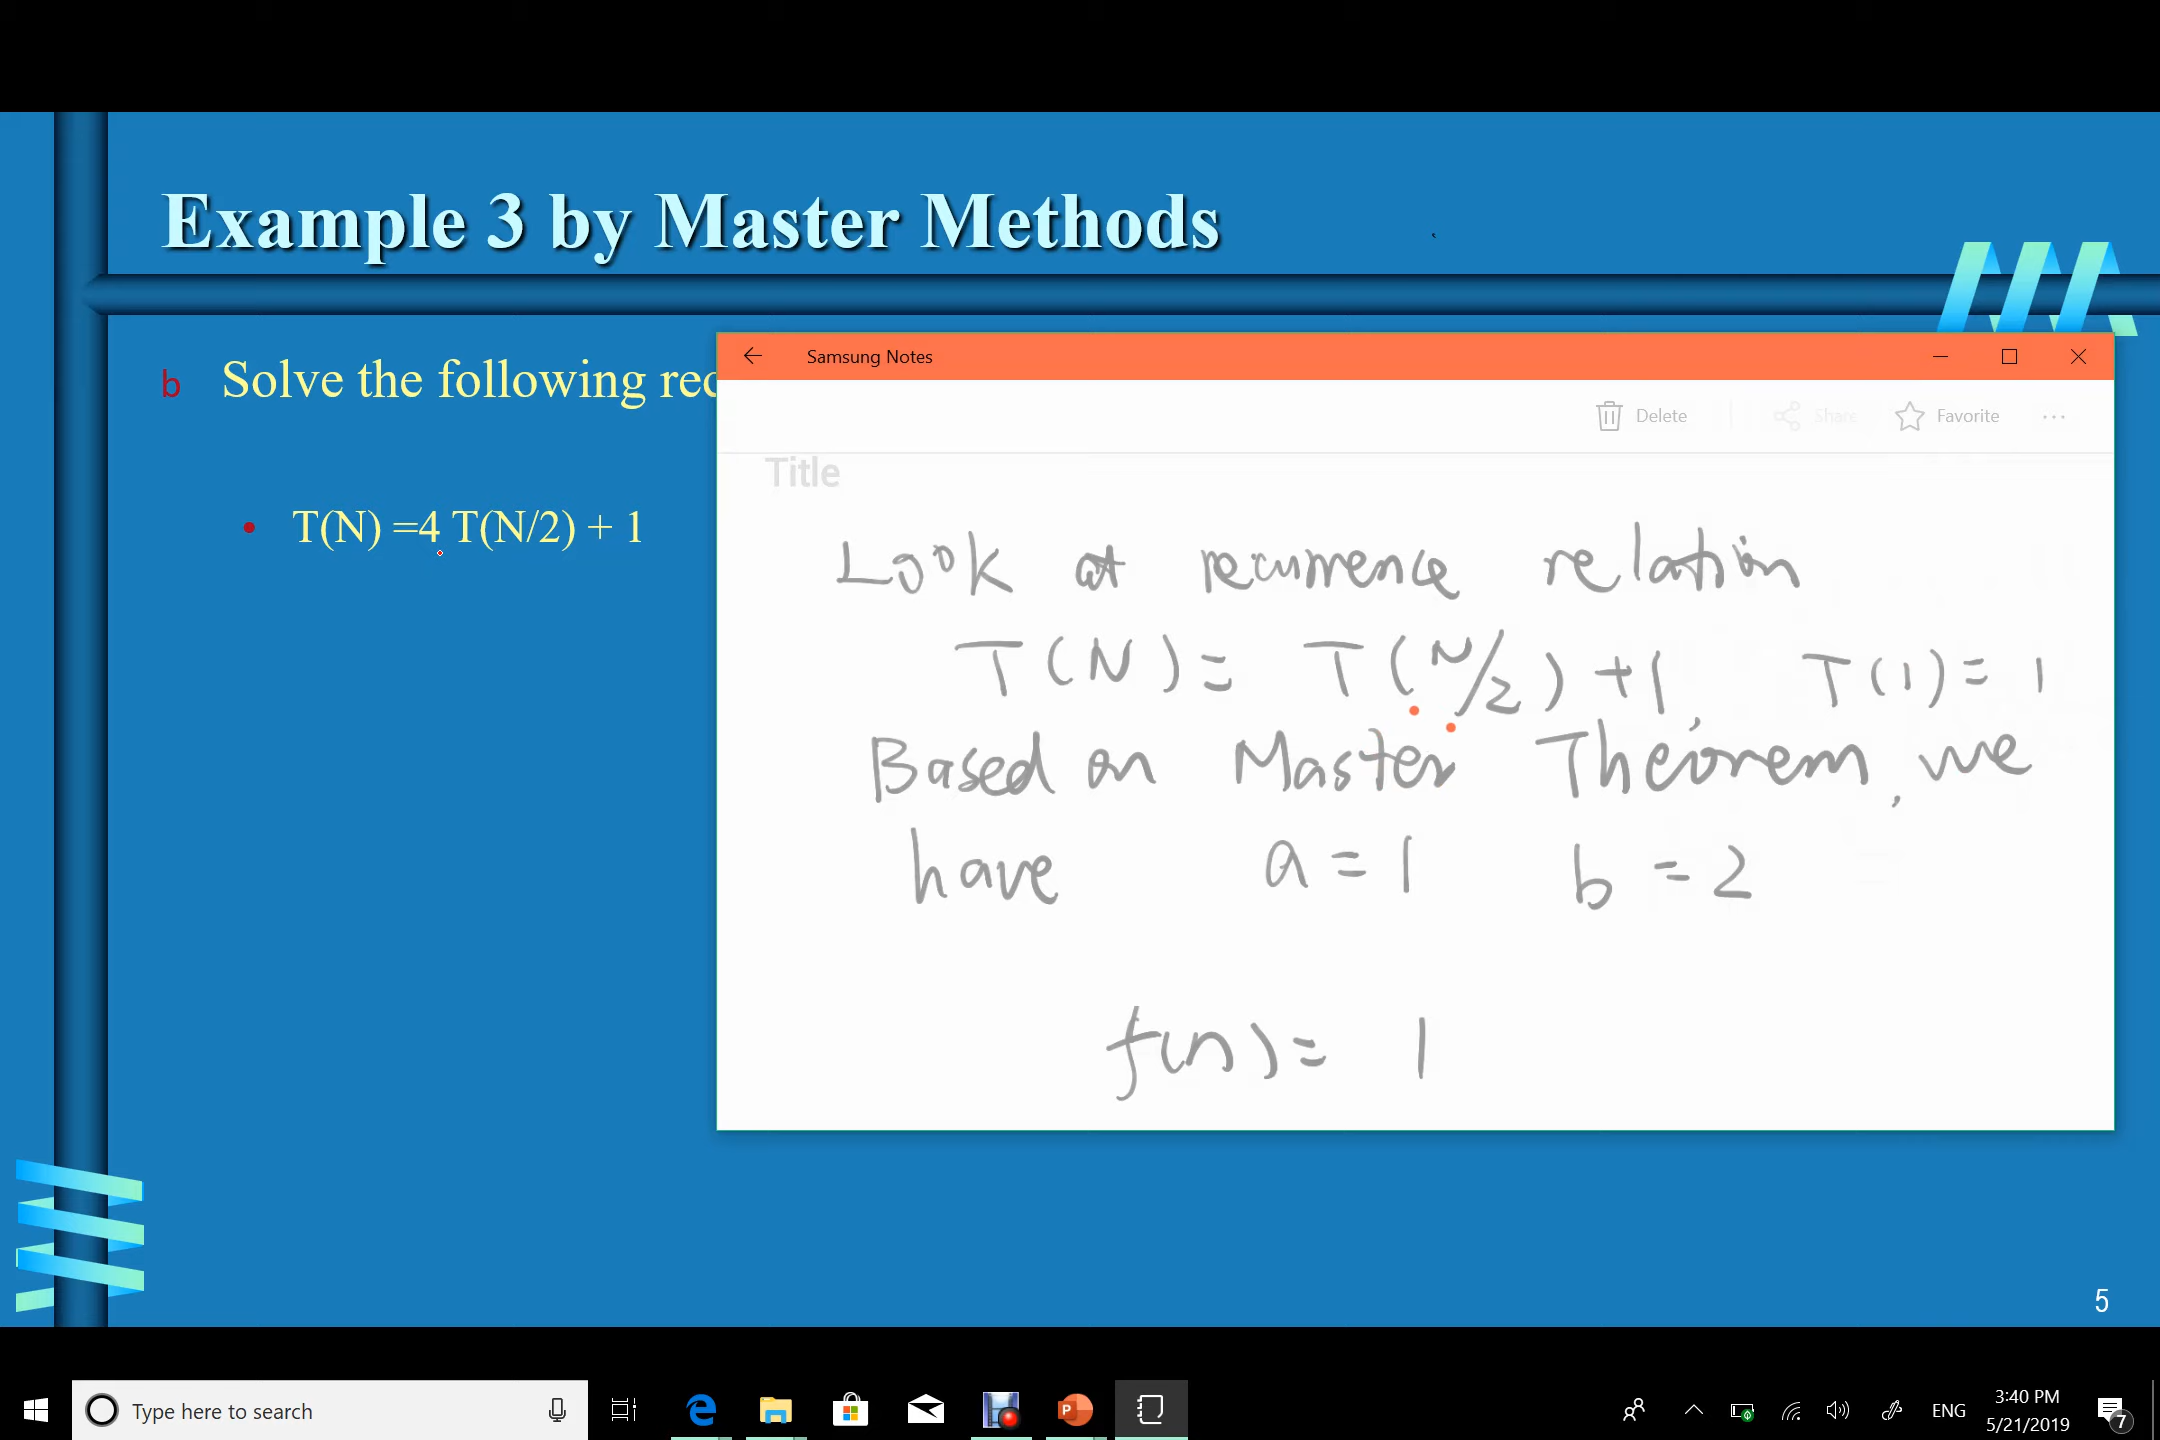 Example 3 by Master Methods
b Solve the following rec
• T(N) =4 T(N/2) + 1
Samsung Notes
Delete Share Favorite ...
Title
Look at recurrence relation
T(N) = T(N/2) + 1, T(1) = 1
Based on Master Theorem, we
have a = 1 b = 2
f(n) = 1
5
Type here to search
ENG
3:40 PM
5/21/2019
7